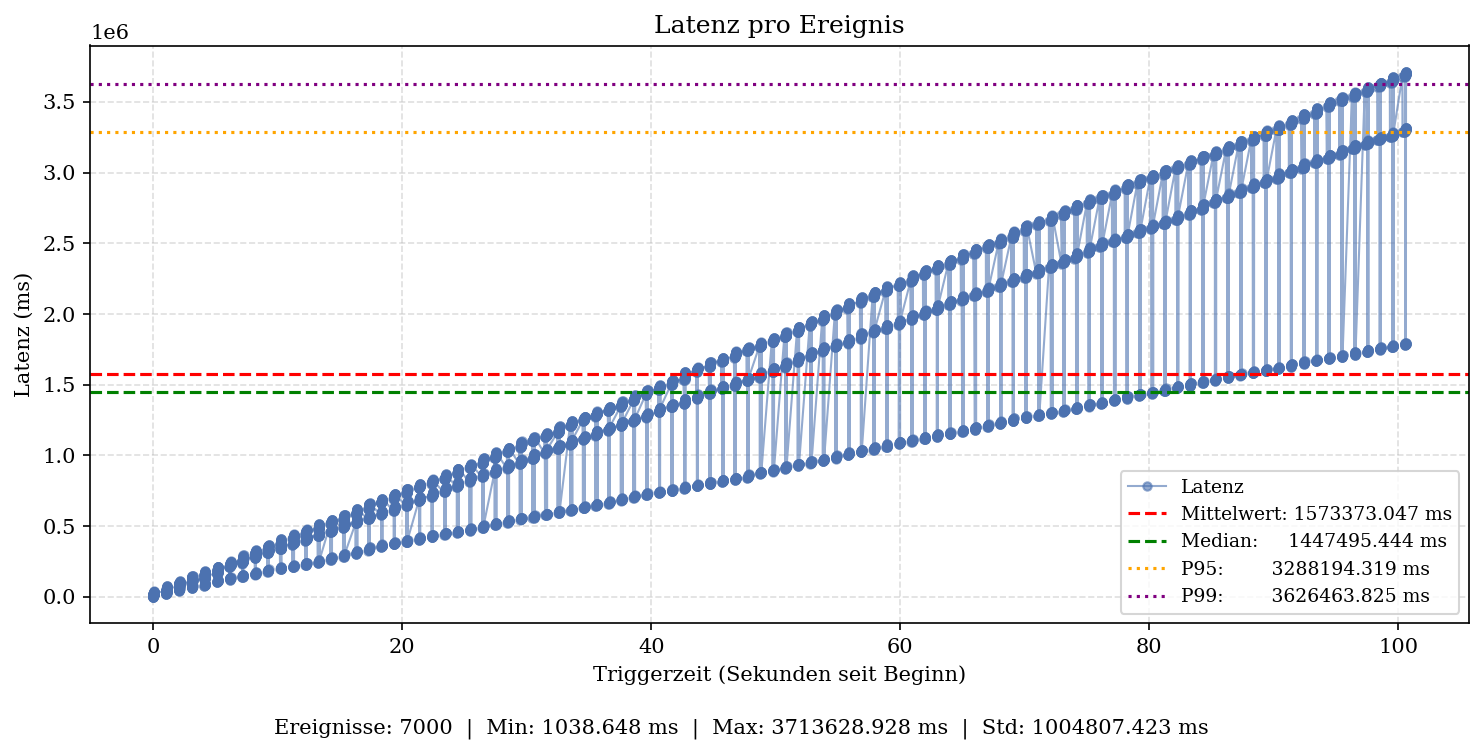 Latenz pro Ereignis
1e6
3.5
3.0
2.5
2.0
1.5
1.0
0.5
0.0
Latenz (ms)
0 20 40 60 80 100
Triggerzeit (Sekunden seit Beginn)
Latenz
Mittelwert: 1573373.047 ms
Median: 1447495.444 ms
P95: 3288194.319 ms
P99: 3626463.825 ms
Ereignisse: 7000 | Min: 1038.648 ms | Max: 3713628.928 ms | Std: 1004807.423 ms